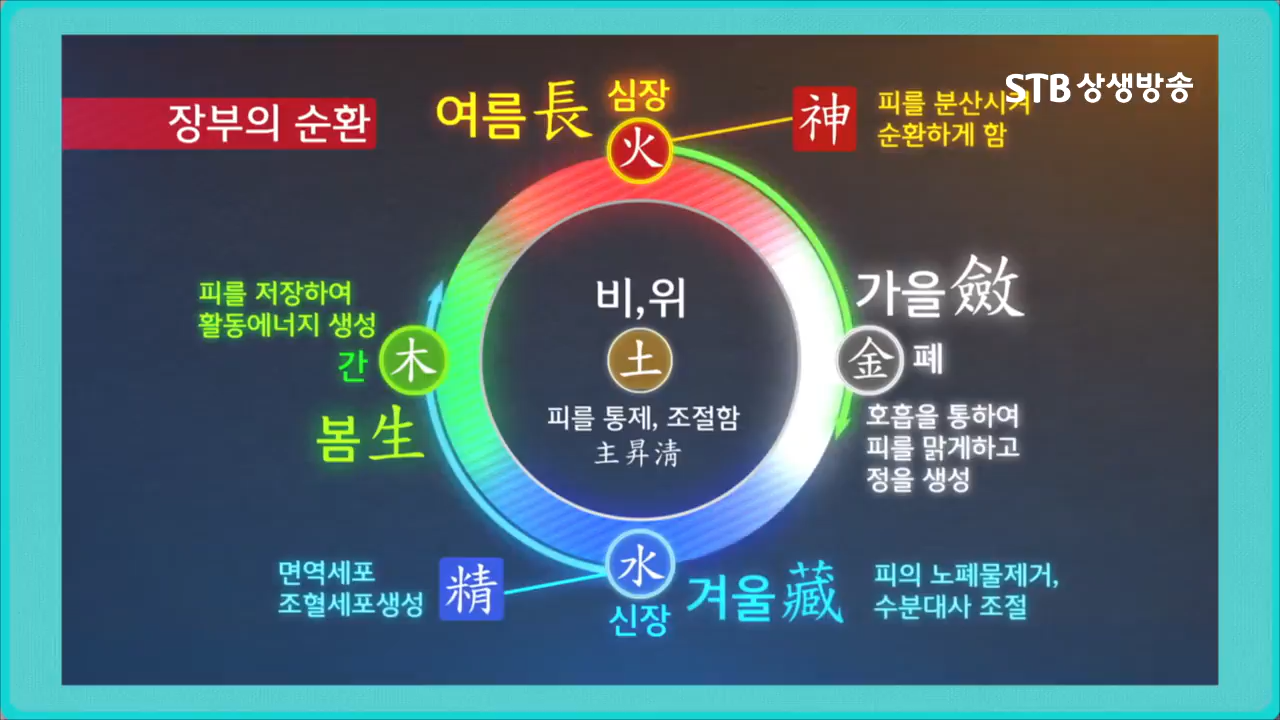 장부의 순환
STB 상생방송
여름長
심장
火
神
피를 분산시켜
순환하게 함
가을斂
金
폐
호흡을 통하여
피를 맑게하고
정을 생성
비,위
土
피를 통제, 조절함
主昇淸
피를 저장하여
활동에너지 생성
간
木
봄生
면역세포
조혈세포생성
精
水
신장
겨울藏
피의 노폐물제거,
수분대사 조절